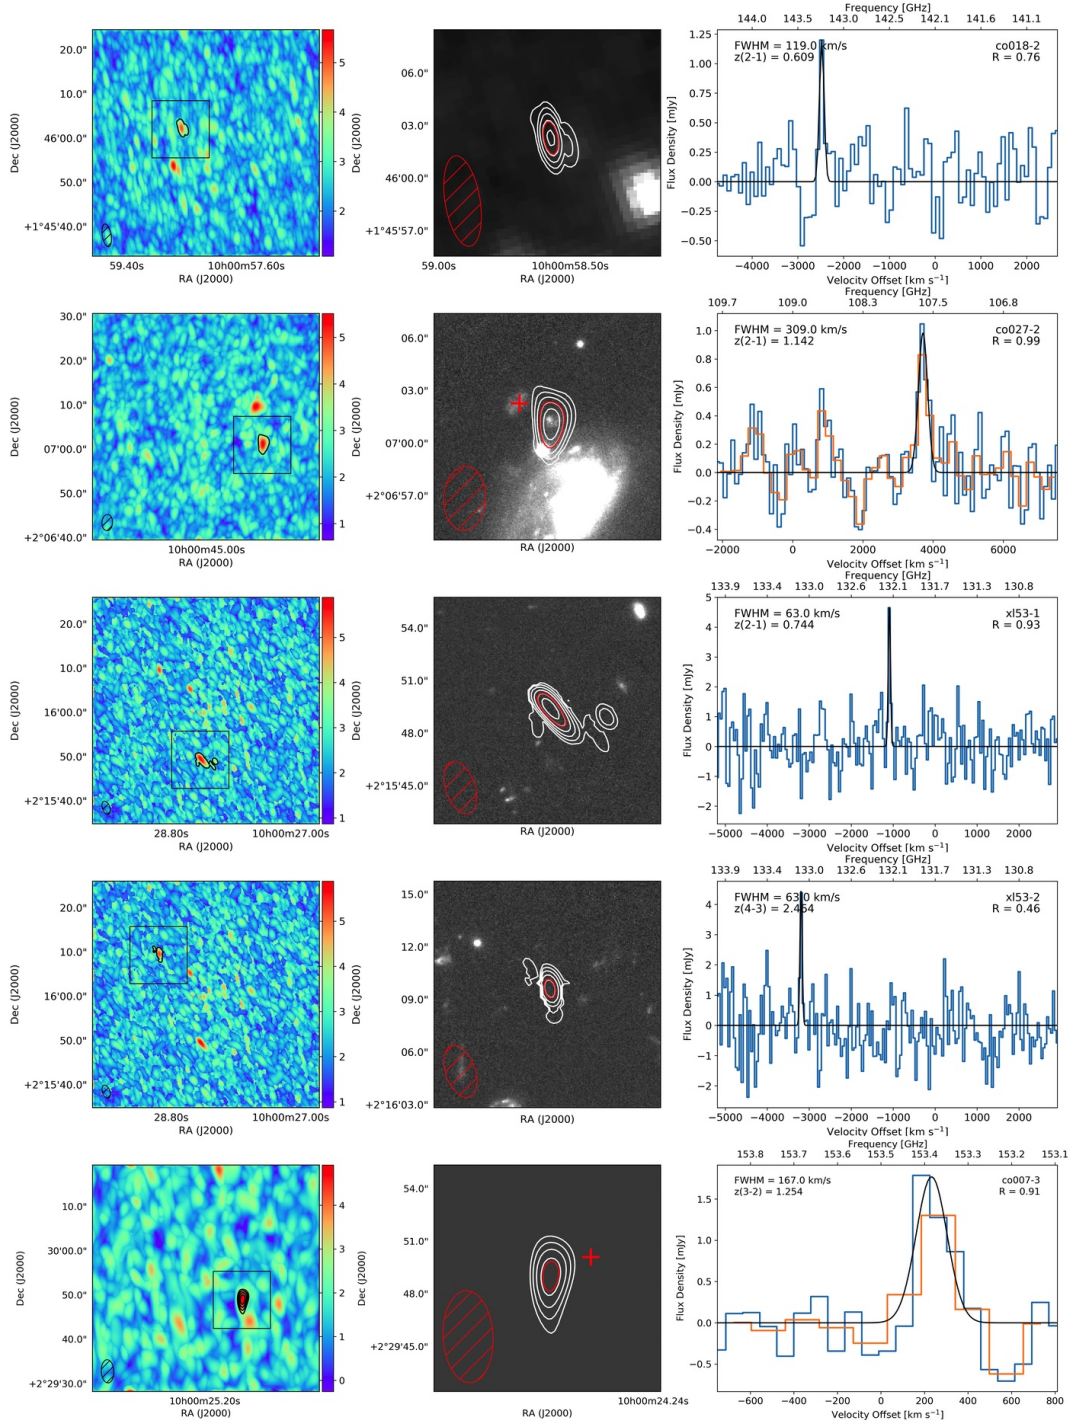 Frequency [GHz]
144.0 143.5 143.0 142.5 142.1 141.6 141.1
20.0"
10.0"
46'00.0"
50.0"
+1°45'40.0"
Dec (J2000)
59.40s 10h00m57.60s
RA (J2000)
5
4
3
2
1
Dec (J2000)
06.0"
03.0"
46'00.0"
+1°45'57.0"
59.00s 10h00m58.50s
RA (J2000)
Flux Density [mJy]
1.25
1.00
0.75
0.50
0.25
0.00
−0.25
−0.50
FWHM = 119.0 km/s co018-2
z(2-1) = 0.609 R = 0.76
−4000 −3000 −2000 −1000 0 1000 2000
Velocity Offset [km s⁻¹]
Frequency [GHz]
109.7 109.0 108.3 107.5 106.8
30.0"
20.0"
10.0"
07'00.0"
50.0"
+2°06'40.0"
Dec (J2000)
10h00m45.00s
RA (J2000)
5
4
3
2
1
Dec (J2000)
06.0"
03.0"
07'00.0"
+2°06'57.0"
RA (J2000)
Flux Density [mJy]
1.0
0.8
0.6
0.4
0.2
0.0
−0.2
−0.4
FWHM = 309.0 km/s co027-2
z(2-1) = 1.142 R = 0.99
−2000 0 2000 4000 6000
Velocity Offset [km s⁻¹]
Frequency [GHz]
133.9 133.4 133.0 132.6 132.1 131.7 131.3 130.8
20.0"
10.0"
16'00.0"
50.0"
+2°15'40.0"
Dec (J2000)
28.80s 10h00m27.00s
RA (J2000)
5
4
3
2
1
Dec (J2000)
54.0"
51.0"
48.0"
+2°15'45.0"
RA (J2000)
Flux Density [mJy]
5
4
3
2
1
0
−1
−2
FWHM = 63.0 km/s xl53-1
z(2-1) = 0.744 R = 0.93
−5000 −4000 −3000 −2000 −1000 0 1000 2000
Velocity Offset [km s⁻¹]
Frequency [GHz]
133.9 133.4 133.0 132.6 132.1 131.7 131.3 130.8
20.0"
10.0"
16'00.0"
50.0"
+2°15'40.0"
Dec (J2000)
28.80s 10h00m27.00s
RA (J2000)
5
4
3
2
1
Dec (J2000)
15.0"
12.0"
09.0"
06.0"
+2°16'03.0"
RA (J2000)
Flux Density [mJy]
4
3
2
1
0
−1
−2
FWHM = 63.0 km/s xl53-2
z(4-3) = 2.464 R = 0.46
−5000 −4000 −3000 −2000 −1000 0 1000 2000
Velocity Offset [km s⁻¹]
Frequency [GHz]
153.8 153.7 153.6 153.5 153.4 153.3 153.2 153.1
10.0"
30'00.0"
50.0"
40.0"
+2°29'30.0"
Dec (J2000)
10h00m25.20s
RA (J2000)
4
3
2
1
0
Dec (J2000)
54.0"
51.0"
48.0"
+2°29'45.0"
10h00m24.24s
RA (J2000)
Flux Density [mJy]
1.5
1.0
0.5
0.0
−0.5
FWHM = 167.0 km/s co007-3
z(3-2) = 1.254 R = 0.91
−600 −400 −200 0 200 400 600 800
Velocity Offset [km s⁻¹]